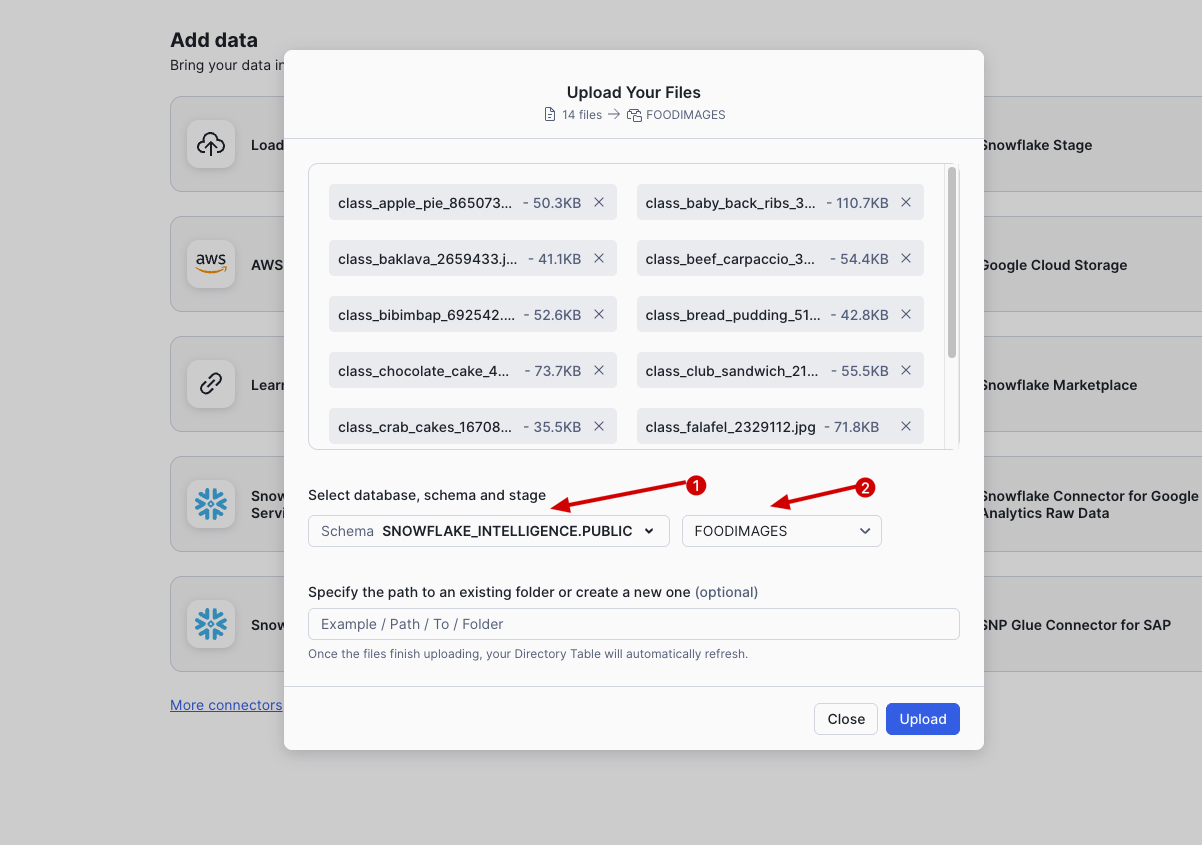 Add data
Bring your data in
Upload Your Files
14 files → FOODIMAGES
Load
Snowflake Stage
aws
AWS
Google Cloud Storage
Learn
Snowflake Marketplace
Snow
Servi
Snowflake Connector for Google
Analytics Raw Data
Snow
SNP Glue Connector for SAP
More connectors
class_apple_pie_865073... - 50.3KB
class_baby_back_ribs_3... - 110.7KB
class_baklava_2659433.j... - 41.1KB
class_beef_carpaccio_3... - 54.4KB
class_bibimbap_692542.... - 52.6KB
class_bread_pudding_51... - 42.8KB
class_chocolate_cake_4... - 73.7KB
class_club_sandwich_21... - 55.5KB
class_crab_cakes_16708... - 35.5KB
class_falafel_2329112.jpg - 71.8KB
1
2
Select database, schema and stage
Schema SNOWFLAKE_INTELLIGENCE.PUBLIC
FOODIMAGES
Specify the path to an existing folder or create a new one (optional)
Example / Path / To / Folder
Once the files finish uploading, your Directory Table will automatically refresh.
Close
Upload